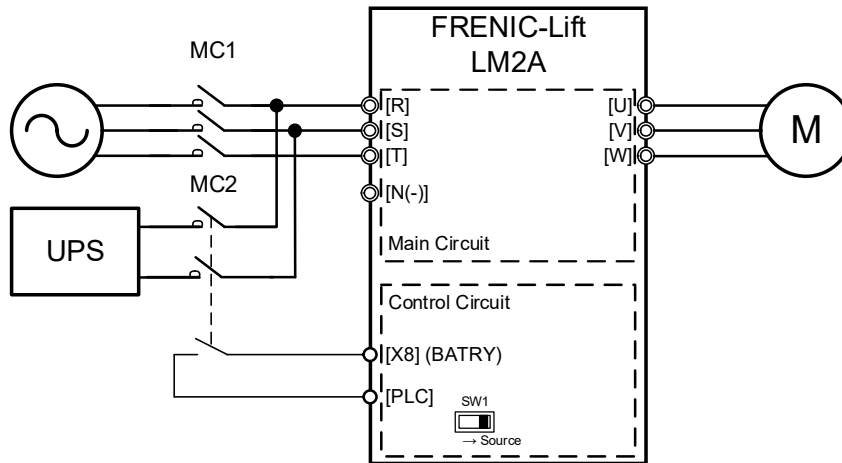 FRENIC-Lift
LM2A
MC1
[R]
[U]
[S]
[V]
[T]
[W]
M
MC2
[N(-)]
UPS
Main Circuit
Control Circuit
[X8] (BATRY)
[PLC]
SW1
→ Source